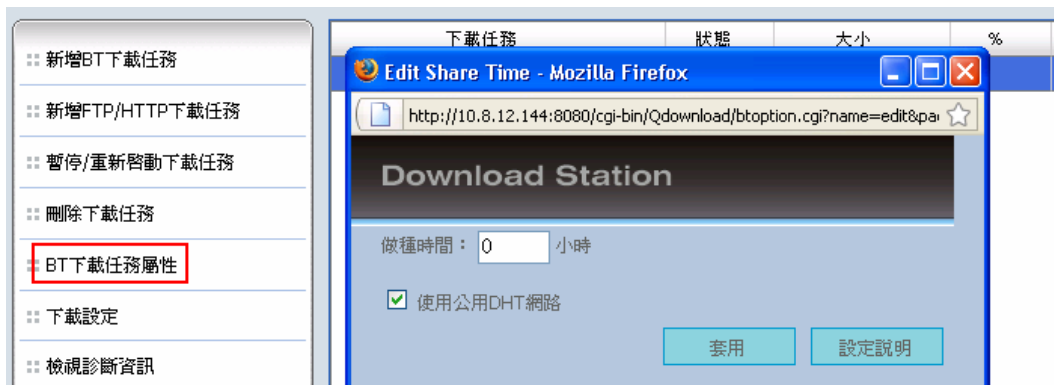 新增BT下載任務
新增FTP/HTTP下載任務
暫停/重新啓動下載任務
刪除下載任務
BT下載任務屬性
下載設定
檢視診斷資訊
下載任務 狀態 大小 %
Edit Share Time - Mozilla Firefox
http://10.8.12.144:8080/cgi-bin/Qdownload/btoption.cgi?name=edit&pa
Download Station
做種時間： 0 小時
使用公用DHT網路
套用 設定説明